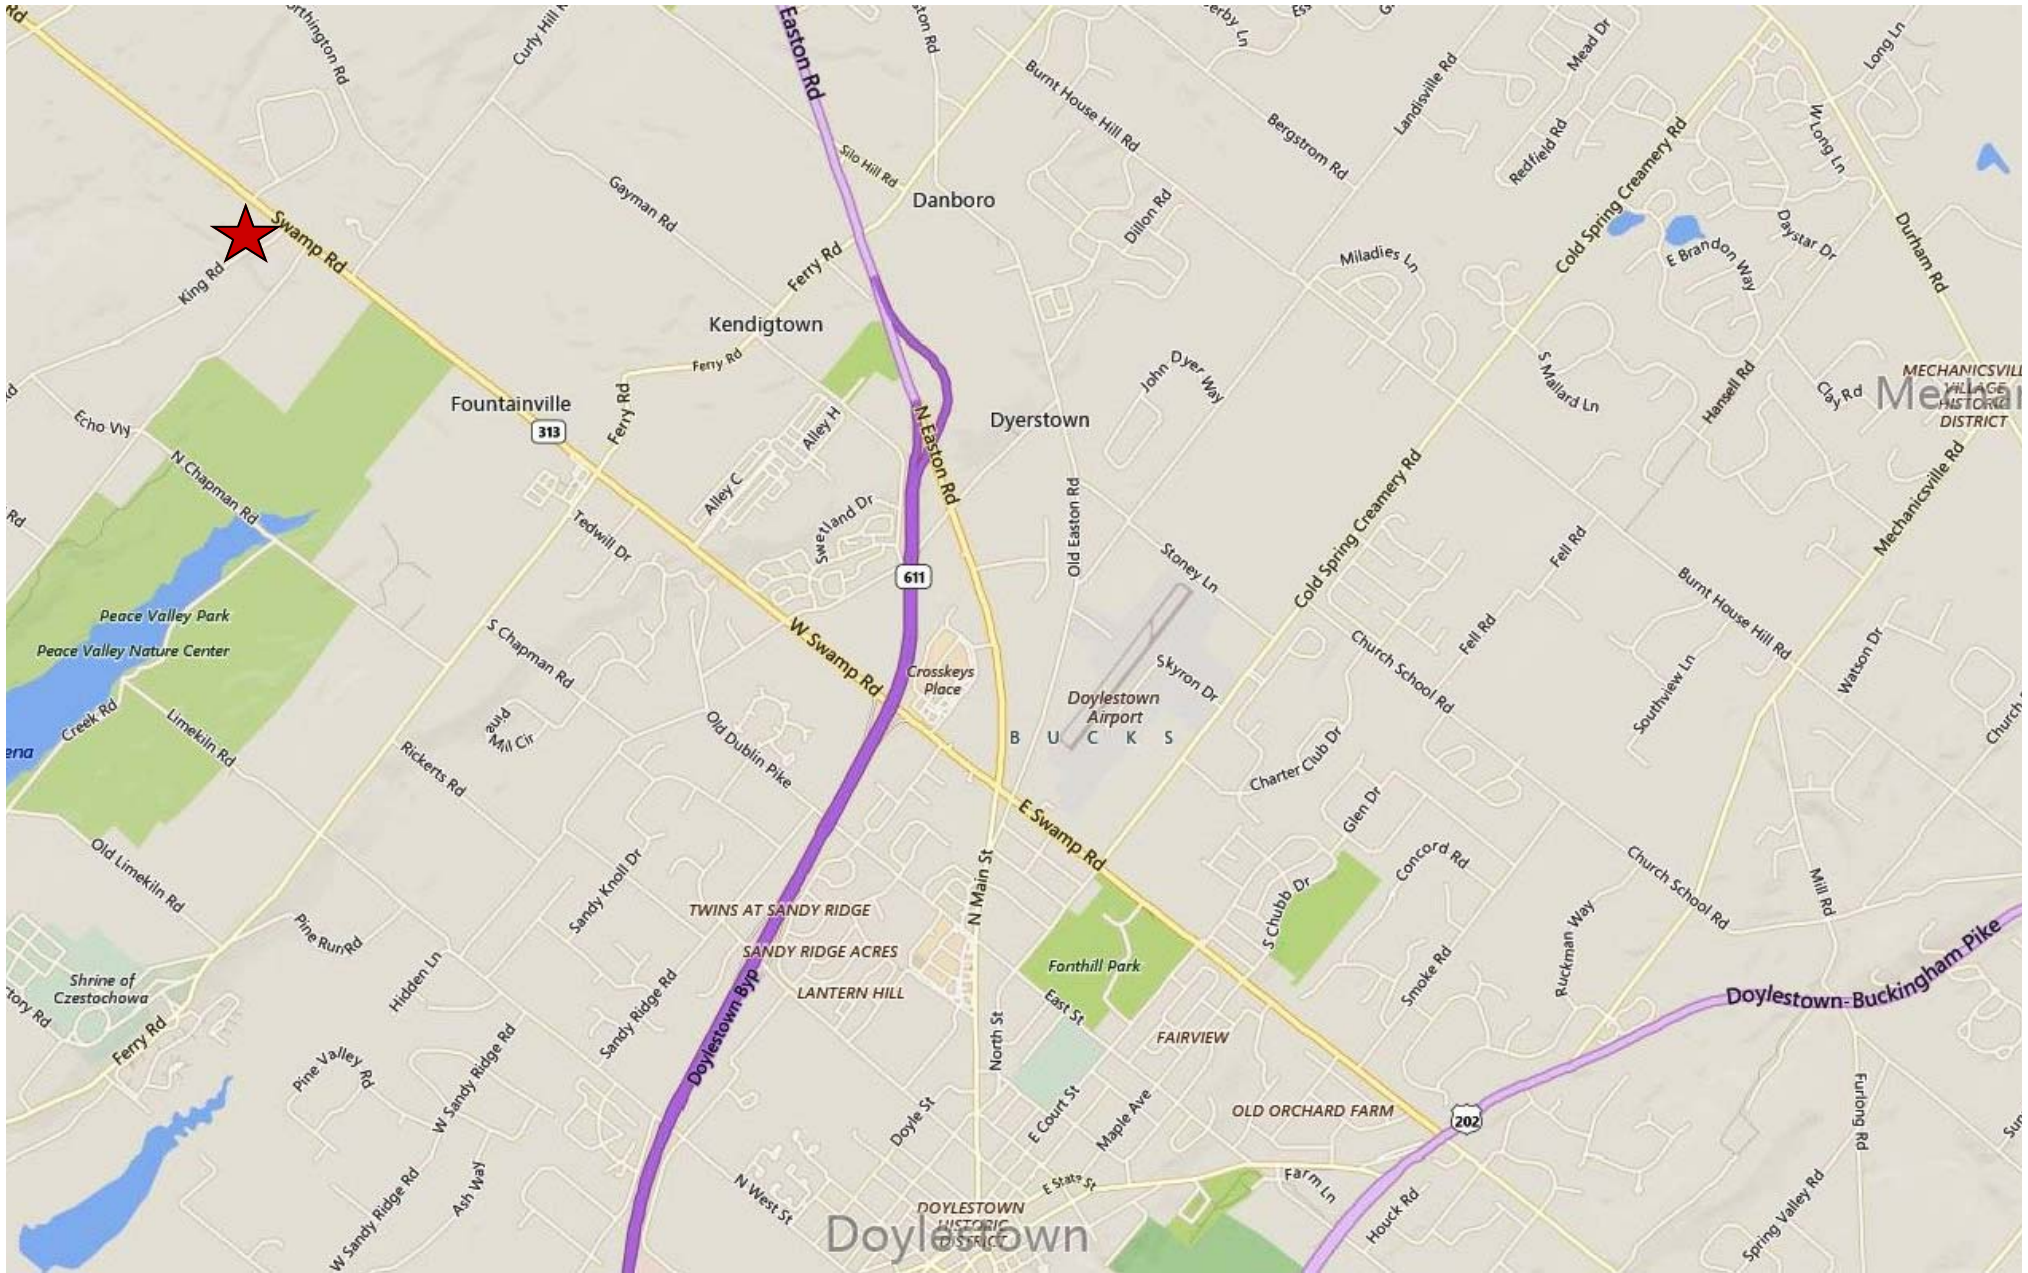 Curly Hill
Easton Rd
Burnt House Hill Rd
Bergstrom Rd
Landisville Rd
Mead Dr
Long Ln
W Long Ln
Redfield Rd
Silo Hill Rd
Danboro
Gayman Rd
Dillon Rd
Cold Spring Creamery Rd
Swamp Rd
King Rd
Ferry Rd
Miladies Ln
E Brandon Way
Daystar Dr
Durham Rd
Kendigtown
Ferry Rd
John Dyer Way
S Mallard Ln
Hansell Rd
Clay Rd
VILLAGE
HISTORIC
DISTRICT
Fountainville
313
Ferry Rd
Alley H
N Easton Rd
Dyerstown
N Chapman Rd
Alley C
Swetland Dr
Old Easton Rd
Cold Spring Creamery Rd
Mechanicsville Rd
Tedwill Dr
611
Stoney Ln
Fell Rd
Burnt House Hill Rd
Peace Valley Park
Peace Valley Nature Center
S Chapman Rd
W Swamp Rd
Crosskeys
Place
Skyron Dr
Doylestown
Airport
Church School Rd
Fell Rd
Southview Ln
Watson Dr
BUCKS
Creek Rd
Limekiln Rd
Mil Cir
Old Dublin Pike
Rickerts Rd
Charter Club Dr
Glen Dr
E Swamp Rd
Old Limekiln Rd
Sandy Knoll Dr
N Main St
Concord Rd
Church School Rd
Mill Rd
TWINS AT SANDY RIDGE
SANDY RIDGE ACRES
LANTERN HILL
S Chubb Dr
Ruckman Way
Pine Run Rd
Hidden Ln
Shrine of
Czestochowa
Fonthill Park
Smoke Rd
Doylestown-Buckingham Pike
Ferry Rd
Sandy Ridge Rd
Doylestown Byp
East St
North St
FAIRVIEW
Pine Valley Rd
W Sandy Ridge Rd
Doyle St
E Court St
Maple Ave
OLD ORCHARD FARM
202
Furlong Rd
W Sandy Ridge Rd
Ash Way
N West St
E State St
Farm Ln
Houck Rd
Spring Valley Rd
DOYLESTOWN
HISTORIC
DISTRICT
Doylestown